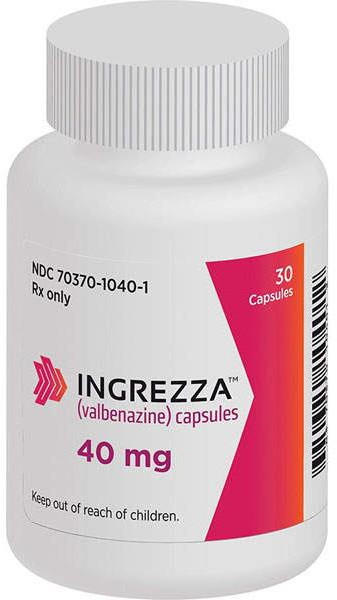 NDC 70370-1040-1
Rx only
30
Capsules
INGREZZA™
(valbenazine) capsules
40 mg
Keep out of reach of children.